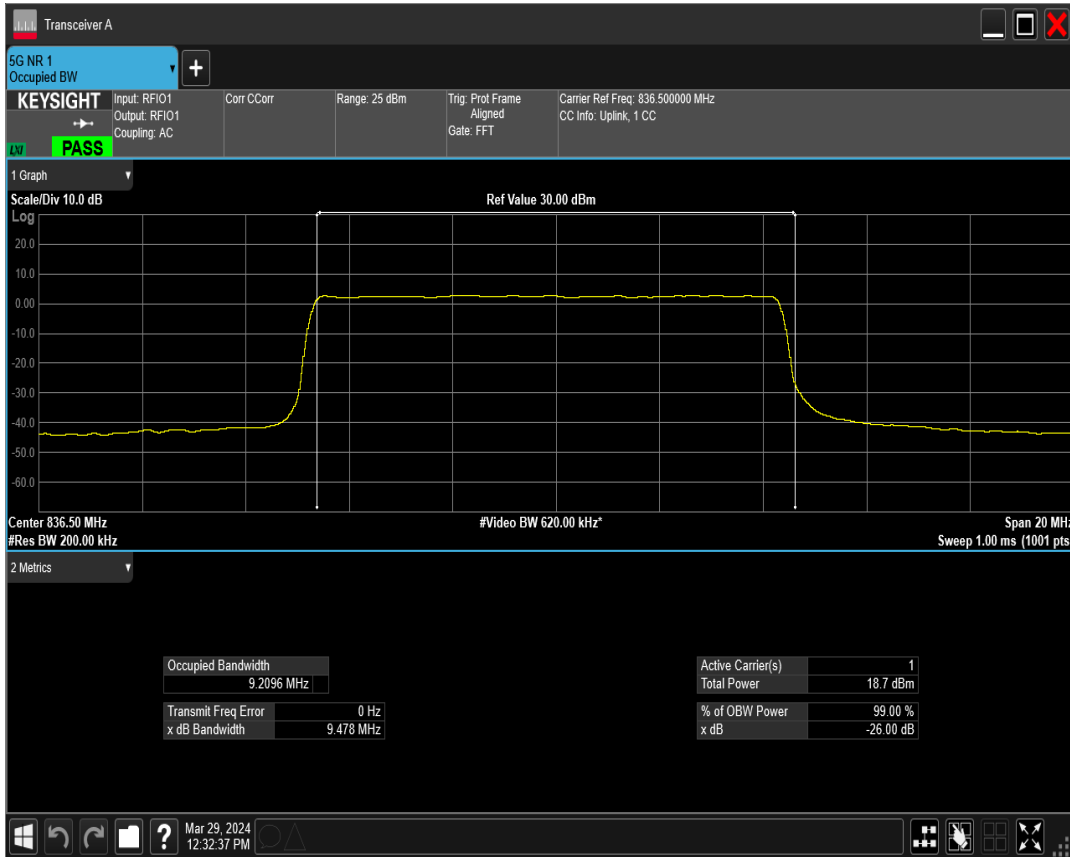 Transceiver A
5G NR 1
Occupied BW
KEYSIGHT
LXI
PASS
Input: RFIO1
Output: RFIO1
Coupling: AC
Corr CCorr
Range: 25 dBm
Trig: Prot Frame
Aligned
Gate: FFT
Carrier Ref Freq: 836.500000 MHz
CC Info: Uplink, 1 CC
1 Graph
Scale/Div 10.0 dB
Ref Value 30.00 dBm
Log
20.0
10.0
0.00
-10.0
-20.0
-30.0
-40.0
-50.0
-60.0
Center 836.50 MHz
#Video BW 620.00 kHz*
Span 20 MHz
#Res BW 200.00 kHz
Sweep 1.00 ms (1001 pts
2 Metrics
Occupied Bandwidth
9.2096 MHz
Transmit Freq Error 0 Hz
x dB Bandwidth 9.478 MHz
Active Carrier(s) 1
Total Power 18.7 dBm
% of OBW Power 99.00 %
x dB -26.00 dB
?
Mar 29, 2024
12:32:37 PM